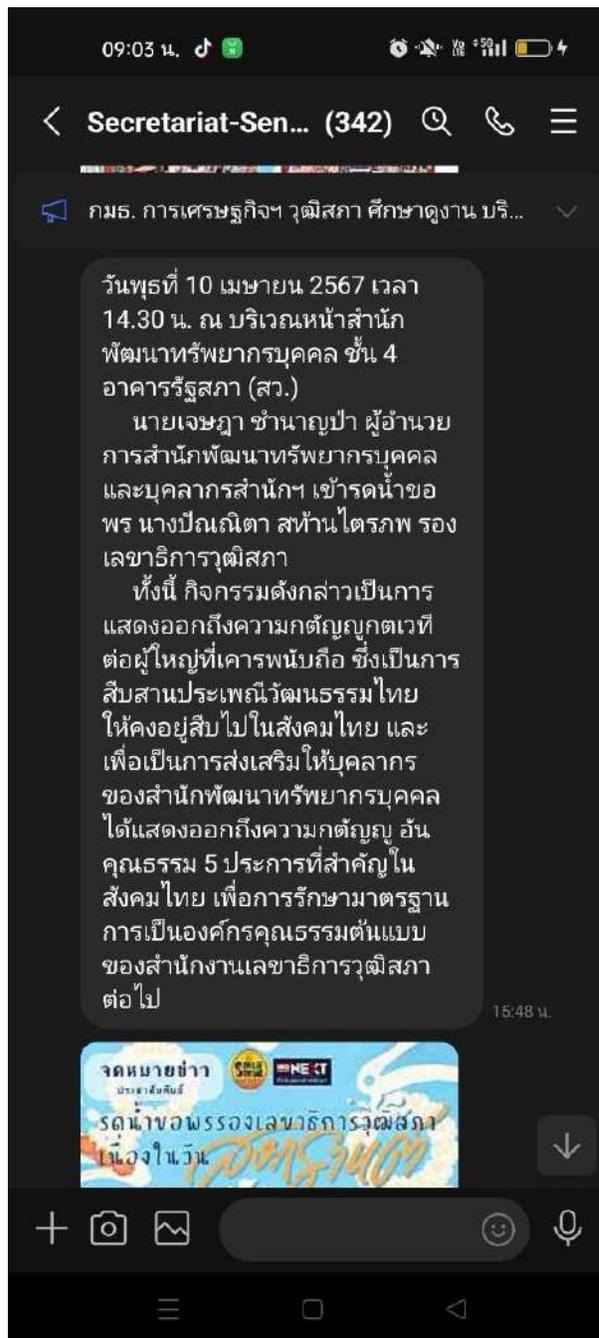 09:03 น.
Secretariat-Sen... (342)
กมธ. การเศรษฐกิจฯ วุฒิสภา ศึกษาดูงาน บริ...
วันพุธที่ 10 เมษายน 2567 เวลา
14.30 น. ณ บริเวณหน้าสำนัก
พัฒนาทรัพยากรบุคคล ชั้น 4
อาคารรัฐสภา (สว.)
นายเจษฎา ชำนาญป่า ผู้อำนวย
การสำนักพัฒนาทรัพยากรบุคคล
และบุคลากรสำนักฯ เข้ารดน้ำขอ
พร นางปัณณิตา สท้านไตรภพ รอง
เลขาธิการวุฒิสภา
ทั้งนี้ กิจกรรมดังกล่าวเป็นการ
แสดงออกถึงความกตัญญูกตเวที
ต่อผู้ใหญ่ที่เคารพนับถือ ซึ่งเป็นการ
สืบสานประเพณีวัฒนธรรมไทย
ให้คงอยู่สืบไปในสังคมไทย และ
เพื่อเป็นการส่งเสริมให้บุคลากร
ของสำนักพัฒนาทรัพยากรบุคคล
ได้แสดงออกถึงความกตัญญู อัน
คุณธรรม 5 ประการที่สำคัญใน
สังคมไทย เพื่อการรักษามาตรฐาน
การเป็นองค์กรคุณธรรมต้นแบบ
ของสำนักงานเลขาธิการวุฒิสภา
ต่อไป
15:48 น.
จดหมายข่าว
ประชาสัมพันธ์
NEXT
รดน้ำขอพรรองเลขาธิการวุฒิสภา
เนื่องในวัน
สงกรานต์